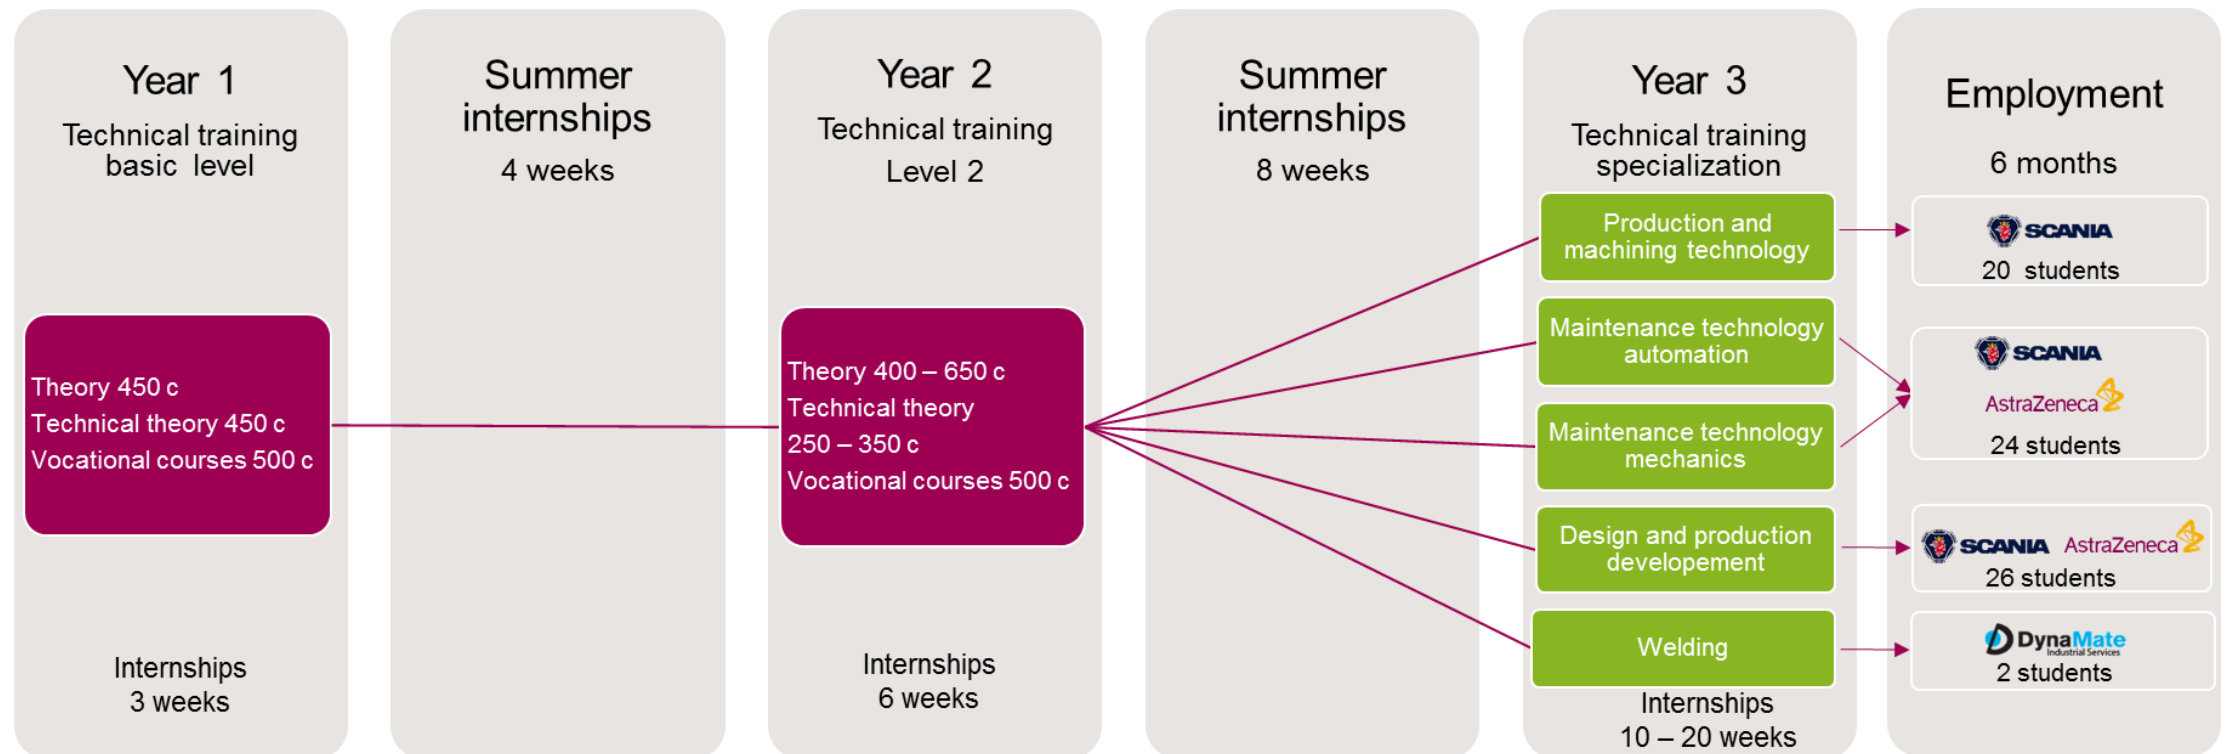 Year 1
Technical training
basic level
Theory 450 c
Technical theory 450 c
Vocational courses 500 c
Internships
3 weeks
Summer
internships
4 weeks
Year 2
Technical training
Level 2
Theory 400 – 650 c
Technical theory
250 – 350 c
Vocational courses 500 c
Internships
6 weeks
Summer
internships
8 weeks
Year 3
Technical training
specialization
Production and
machining technology
Maintenance technology
automation
Maintenance technology
mechanics
Design and production
developement
Welding
Internships
10 – 20 weeks
Employment
6 months
SCANIA
20 students
SCANIA
AstraZeneca
24 students
SCANIA AstraZeneca
26 students
DynaMate
Industrial Services
2 students